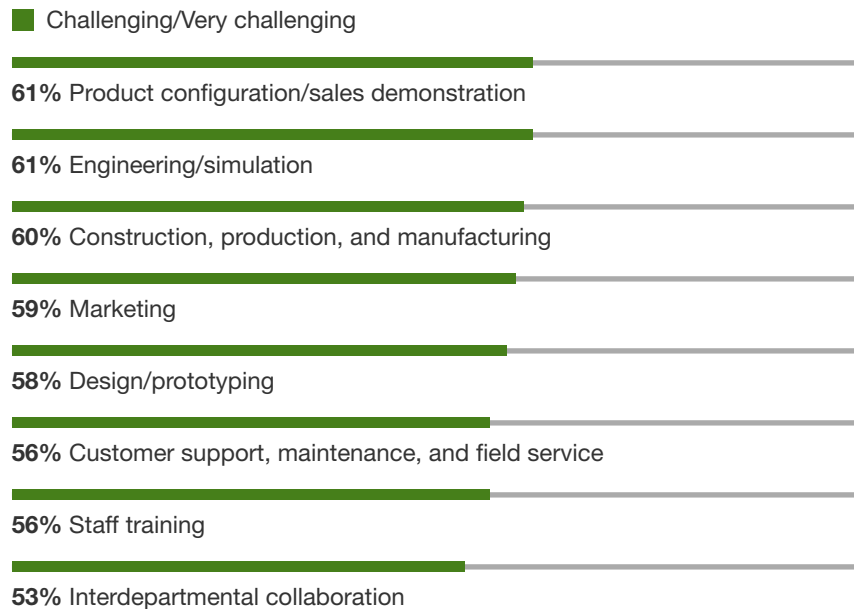 Challenging/Very challenging
61% Product configuration/sales demonstration
61% Engineering/simulation
60% Construction, production, and manufacturing
59% Marketing
58% Design/prototyping
56% Customer support, maintenance, and field service
56% Staff training
53% Interdepartmental collaboration